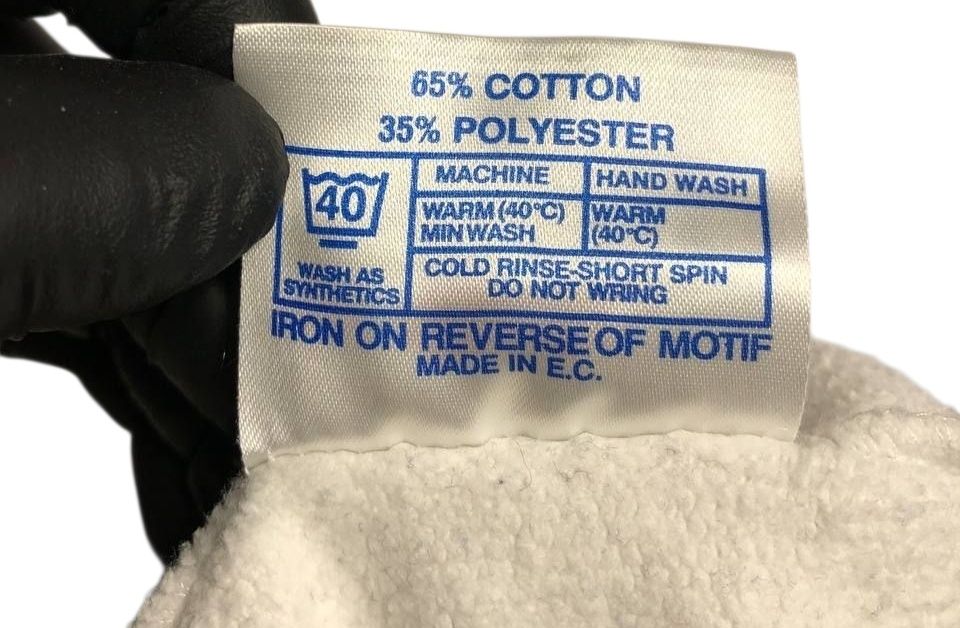 65% COTTON
35% POLYESTER
MACHINE
HAND WASH
40
WARM (40°C)
MIN WASH
WARM
(40°C)
WASH AS
SYNTHETICS
COLD RINSE-SHORT SPIN
DO NOT WRING
IRON ON REVERSE OF MOTIF
MADE IN E.C.